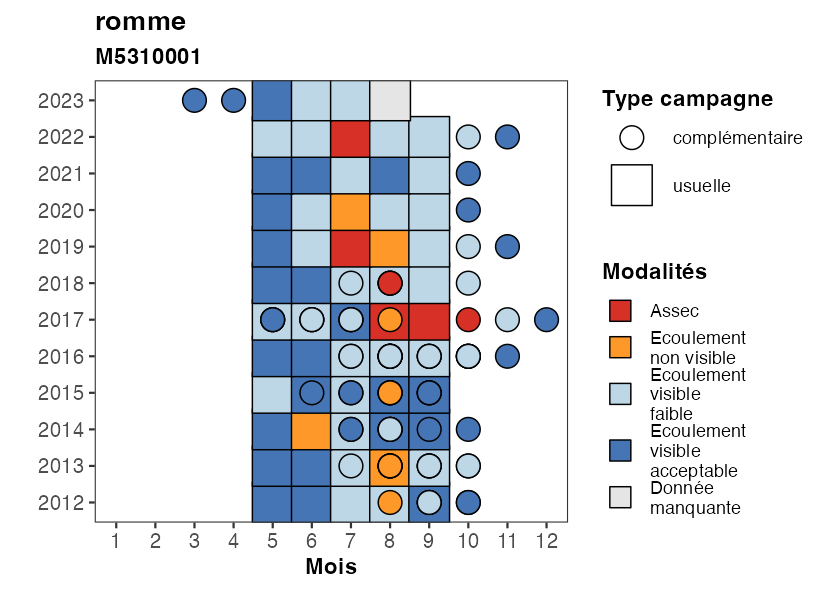 romme
M5310001
2023
2022
2021
2020
2019
2018
2017
2016
2015
2014
2013
2012
1 2 3 4 5 6 7 8 9 10 11 12
Mois
Type campagne
complémentaire
usuelle
Modalités
Assec
Ecoulement
non visible
Ecoulement
visible
faible
Ecoulement
visible
acceptable
Donnée
manquante